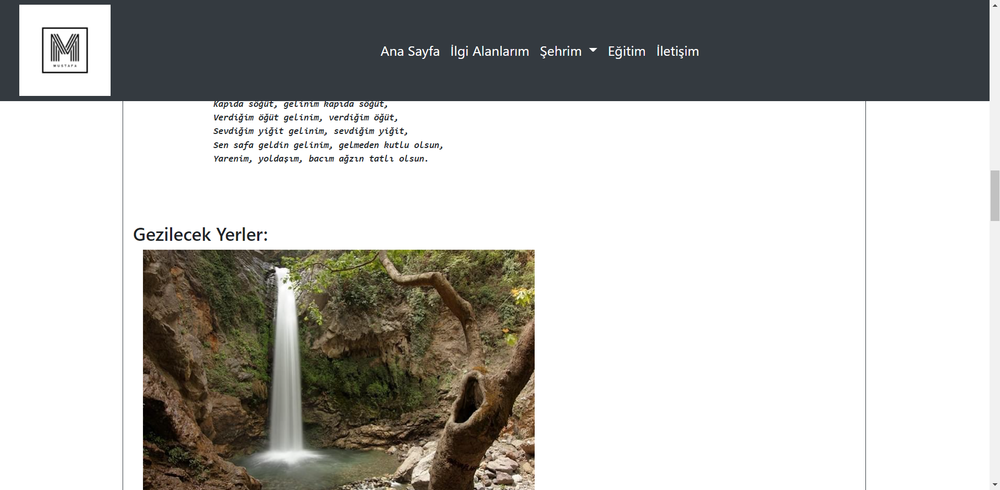 MUSTAFA
Ana Sayfa İlgi Alanlarım Şehrim Eğitim İletişim
Kapıda söğüt, gelinim kapıda söğüt,
Verdiğim öğüt gelinim, verdiğim öğüt,
Sevdiğim yiğit gelinim, sevdiğim yiğit,
Sen safa geldin gelinim, gelmeden kutlu olsun,
Yarenim, yoldaşım, bacım ağzın tatlı olsun.
Gezilecek Yerler: